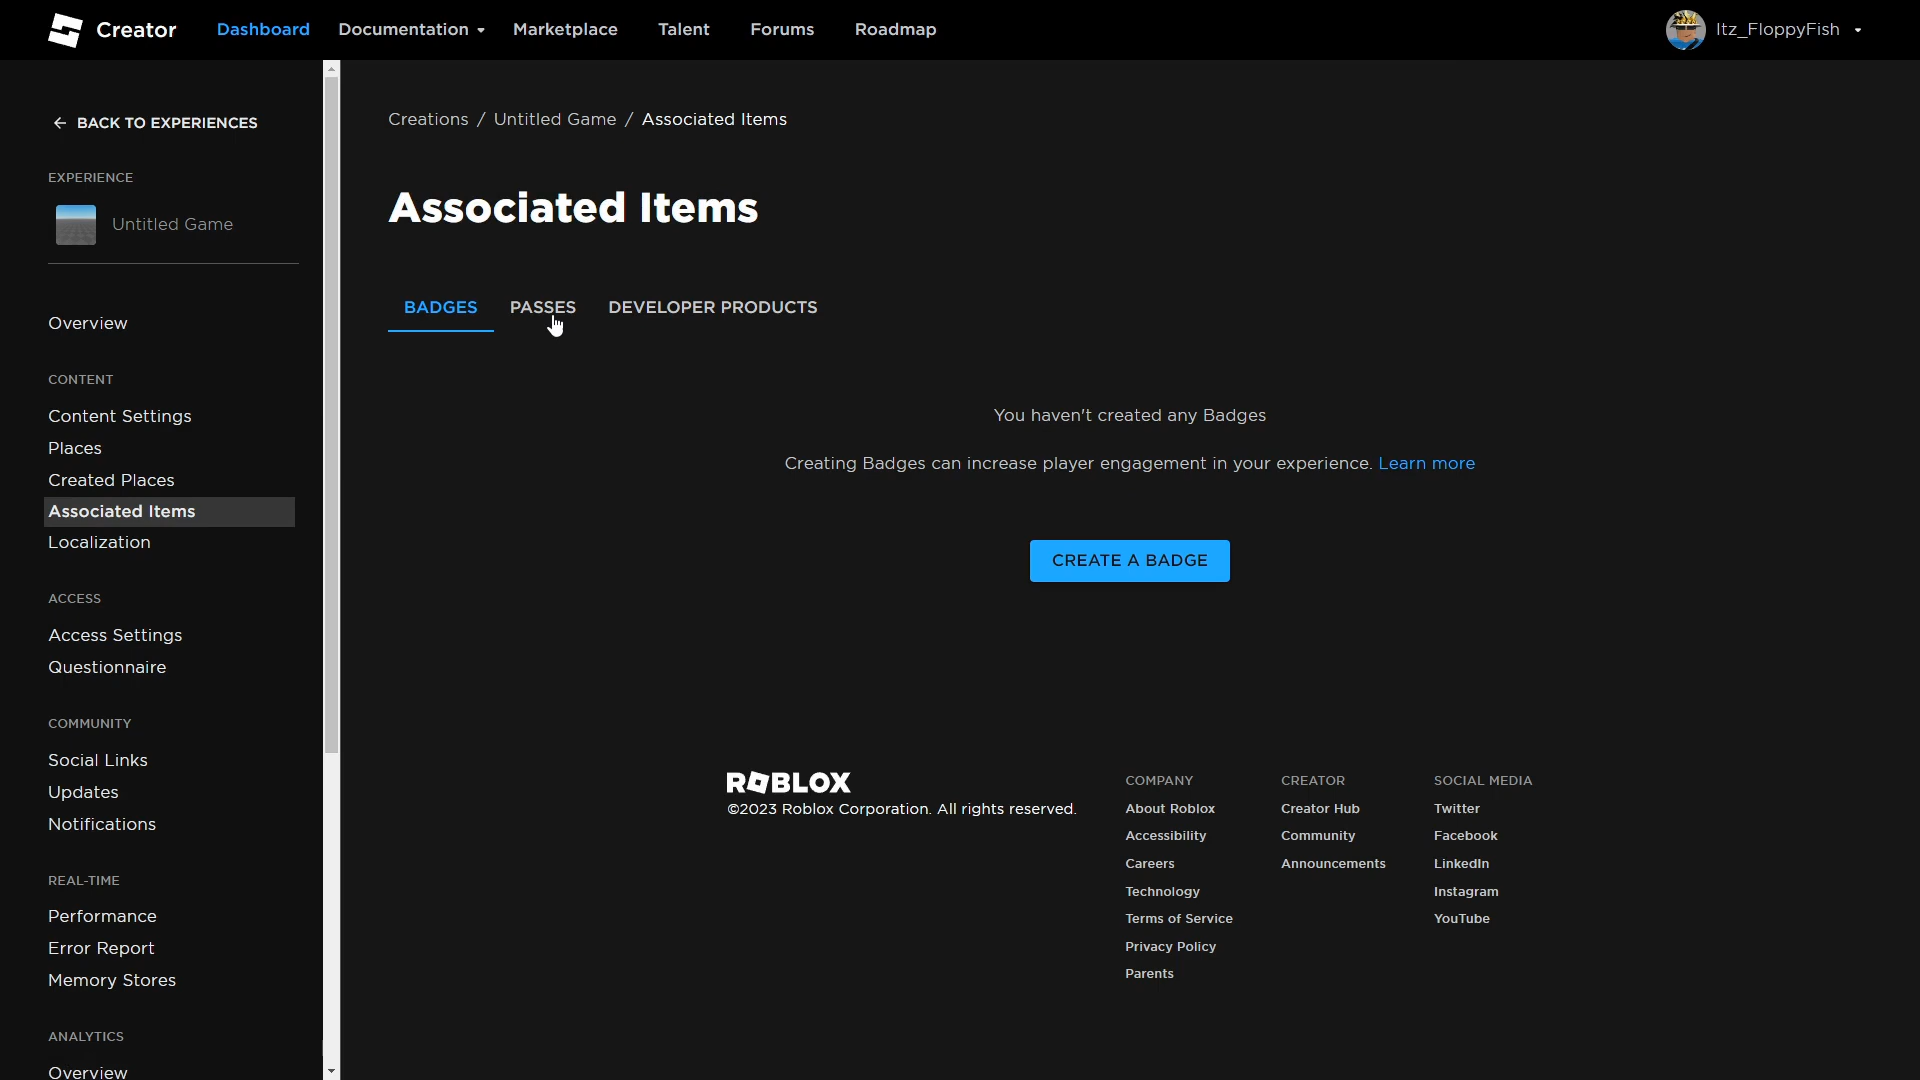 Creator
Dashboard
Documentation
Marketplace
Talent
Forums
Roadmap
Itz_FloppyFish
BACK TO EXPERIENCES
EXPERIENCE
Untitled Game
Overview
CONTENT
Content Settings
Places
Created Places
Associated Items
Localization
ACCESS
Access Settings
Questionnaire
COMMUNITY
Social Links
Updates
Notifications
REAL-TIME
Performance
Error Report
Memory Stores
ANALYTICS
Overview
Creations / Untitled Game / Associated Items
Associated Items
BADGES
PASSES
DEVELOPER PRODUCTS
You haven't created any Badges
Creating Badges can increase player engagement in your experience. Learn more
CREATE A BADGE
ROBLOX
©2023 Roblox Corporation. All rights reserved.
COMPANY
About Roblox
Accessibility
Careers
Technology
Terms of Service
Privacy Policy
Parents
CREATOR
Creator Hub
Community
Announcements
SOCIAL MEDIA
Twitter
Facebook
LinkedIn
Instagram
YouTube